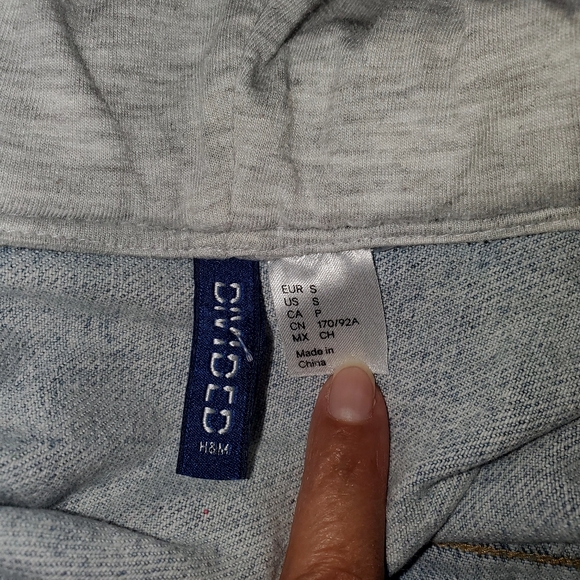 DIVIDED
H&M
EUR S
US S
CA P
CN 170/92A
MX CH
Made in
China